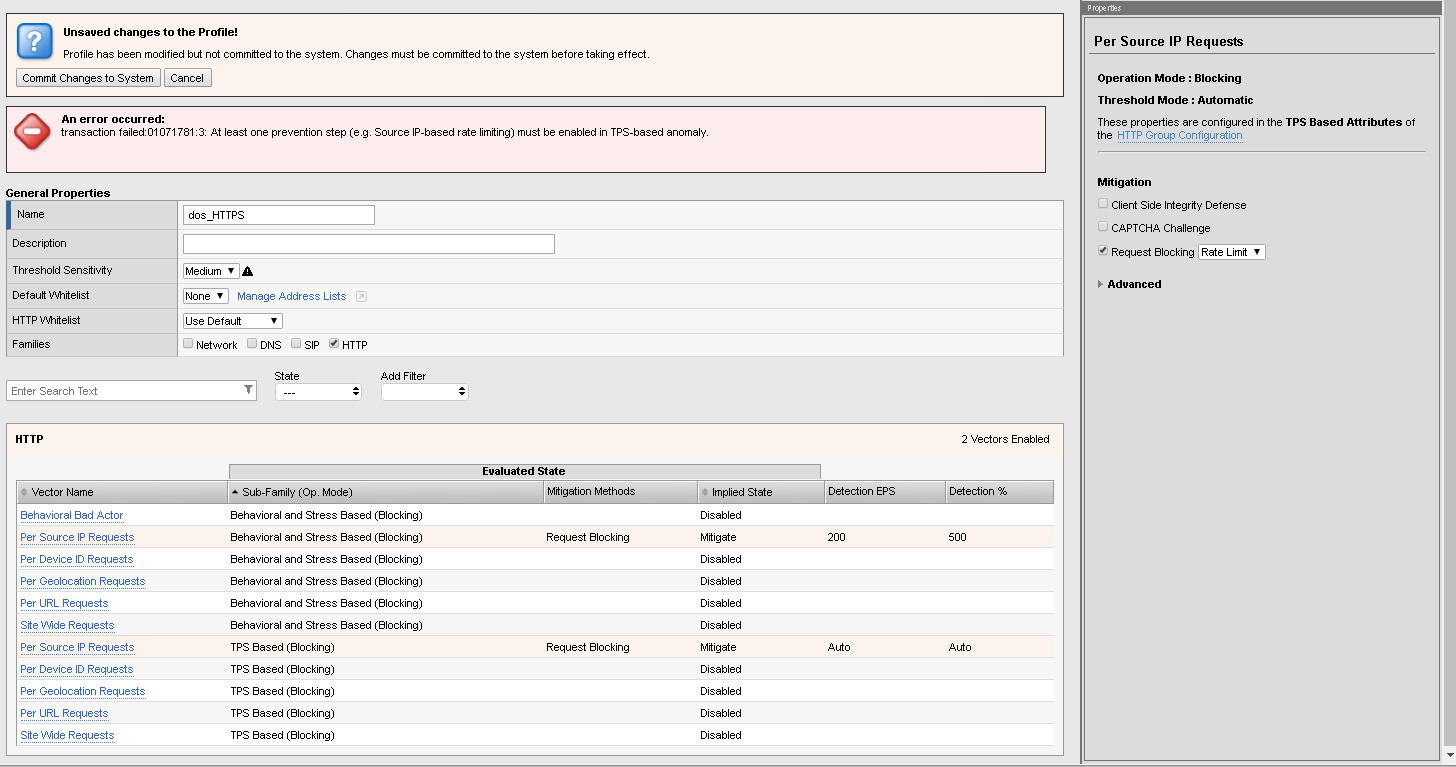 Unsaved changes to the Profile!
Profile has been modified but not committed to the system. Changes must be committed to the system before taking effect.
Commit Changes to System Cancel
An error occurred:
transaction failed:01071781:3: At least one prevention step (e.g. Source IP-based rate limiting) must be enabled in TPS-based anomaly.
General Properties
Name dos_HTTPS
Description
Threshold Sensitivity Medium
Default Whitelist None Manage Address Lists
HTTP Whitelist Use Default
Families Network DNS SIP HTTP
State Add Filter
Enter Search Text ---
HTTP 2 Vectors Enabled
Evaluated State
Vector Name Sub-Family (Op. Mode) Mitigation Methods Implied State Detection EPS Detection %
Behavioral Bad Actor Behavioral and Stress Based (Blocking) Disabled
Per Source IP Requests Behavioral and Stress Based (Blocking) Request Blocking Mitigate 200 500
Per Device ID Requests Behavioral and Stress Based (Blocking) Disabled
Per Geolocation Requests Behavioral and Stress Based (Blocking) Disabled
Per URL Requests Behavioral and Stress Based (Blocking) Disabled
Site Wide Requests Behavioral and Stress Based (Blocking) Disabled
Per Source IP Requests TPS Based (Blocking) Request Blocking Mitigate Auto Auto
Per Device ID Requests TPS Based (Blocking) Disabled
Per Geolocation Requests TPS Based (Blocking) Disabled
Per URL Requests TPS Based (Blocking) Disabled
Site Wide Requests TPS Based (Blocking) Disabled
Properties
Per Source IP Requests
Operation Mode : Blocking
Threshold Mode : Automatic
These properties are configured in the TPS Based Attributes of
the HTTP Group Configuration
Mitigation
Client Side Integrity Defense
CAPTCHA Challenge
Request Blocking Rate Limit
Advanced